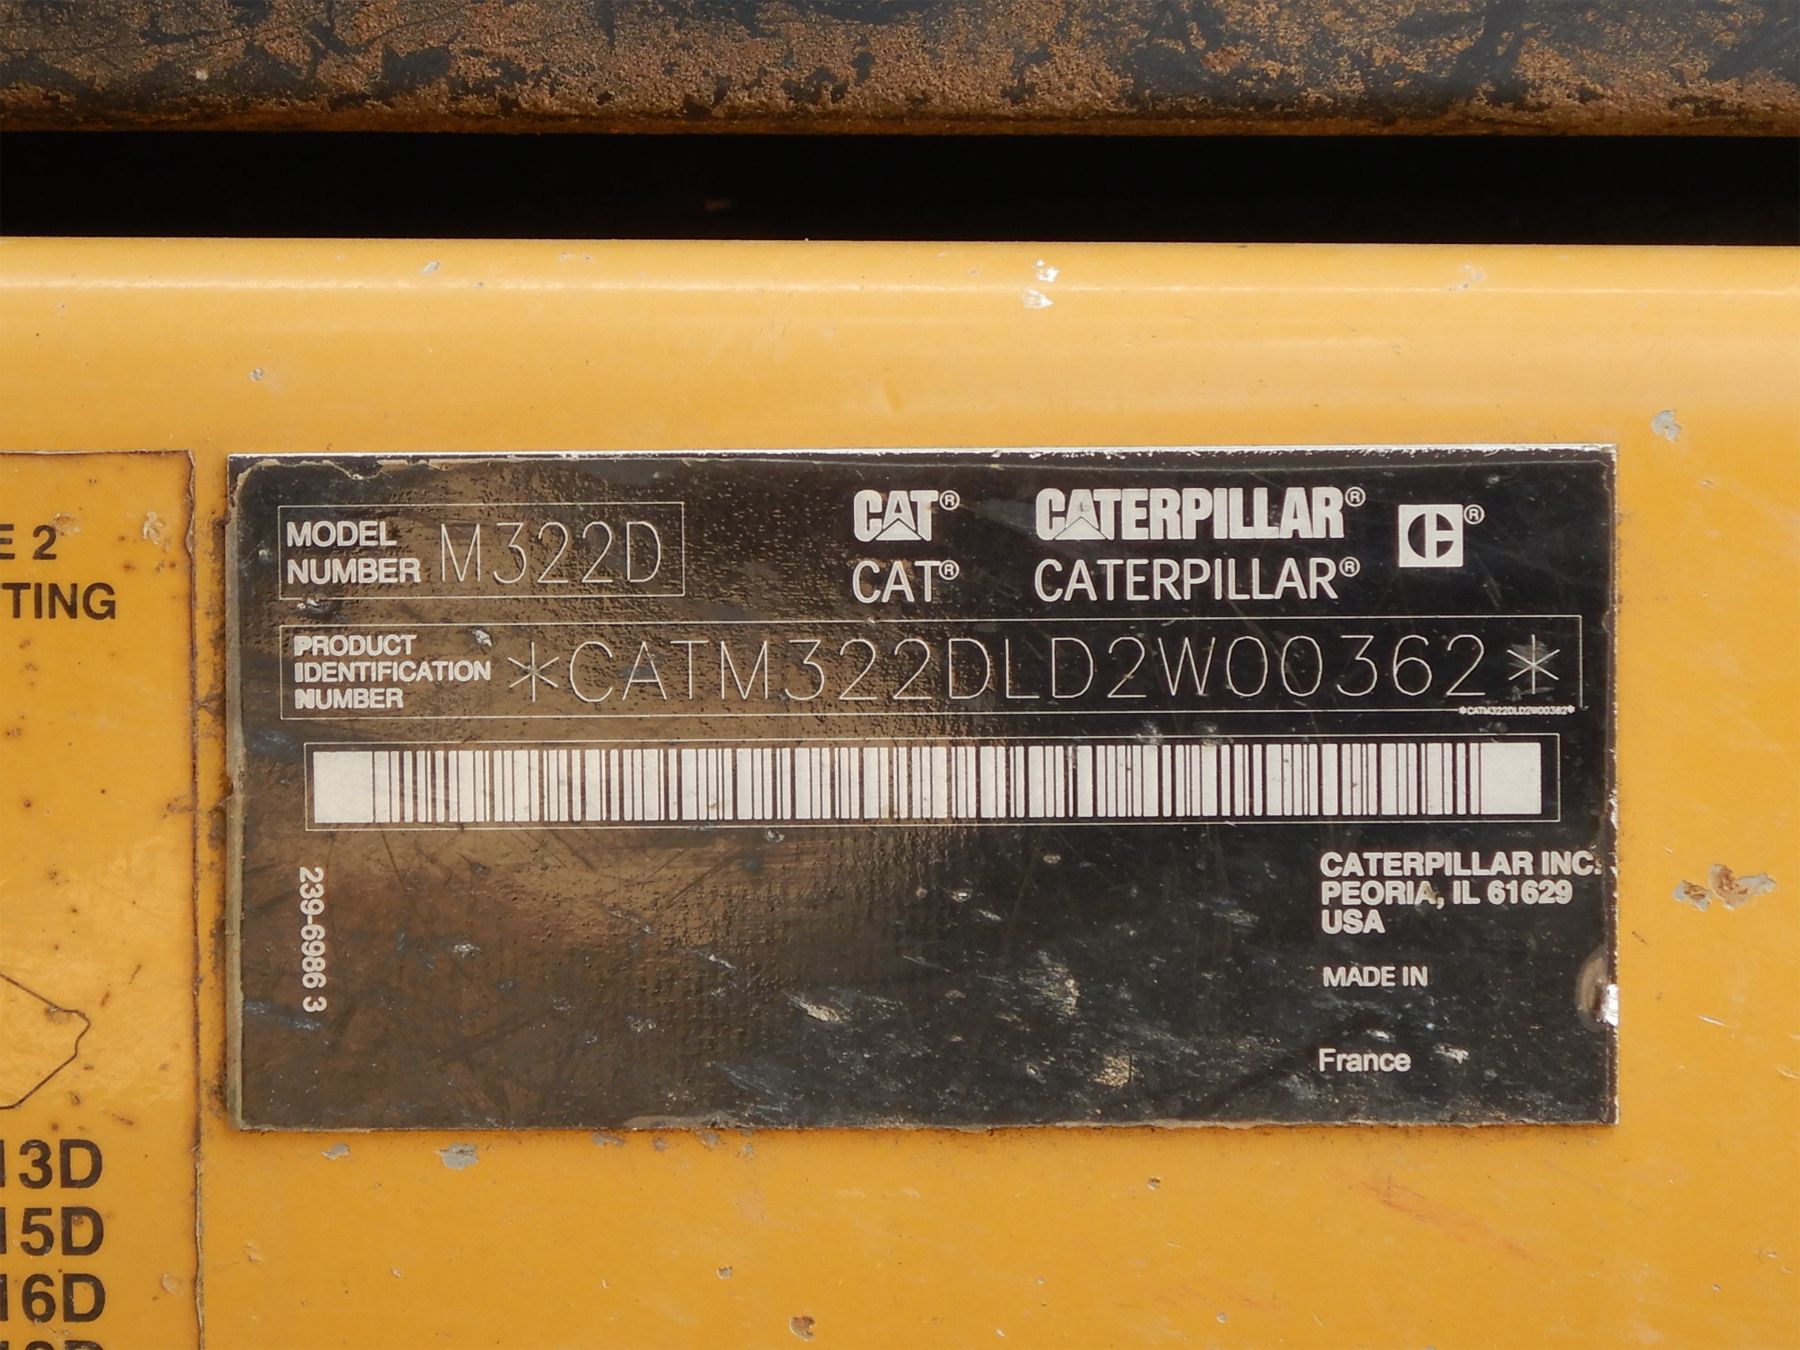 E 2
TING
MODEL
NUMBER
M322D
CAT® CATERPILLAR® C®
CAT® CATERPILLAR®
PRODUCT
IDENTIFICATION
NUMBER
*CATM322DLD2W00362*
*CATM322DLD2W00362*
239-6986 3
CATERPILLAR INC.
PEORIA, IL 61629
USA
MADE IN
France
13D
15D
16D